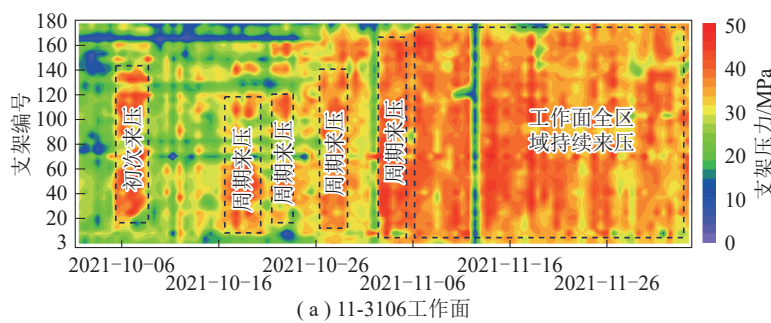 180
160
140
120
100
80
60
40
20
3
支架编号
初次来压
周期来压
周期来压
周期来压
周期来压
工作面全区
域持续来压
50
40
30
20
10
0
支架压力/MPa
2021-10-06
2021-10-16
2021-10-26
2021-11-06
2021-11-16
2021-11-26
( a ) 11-3106工作面